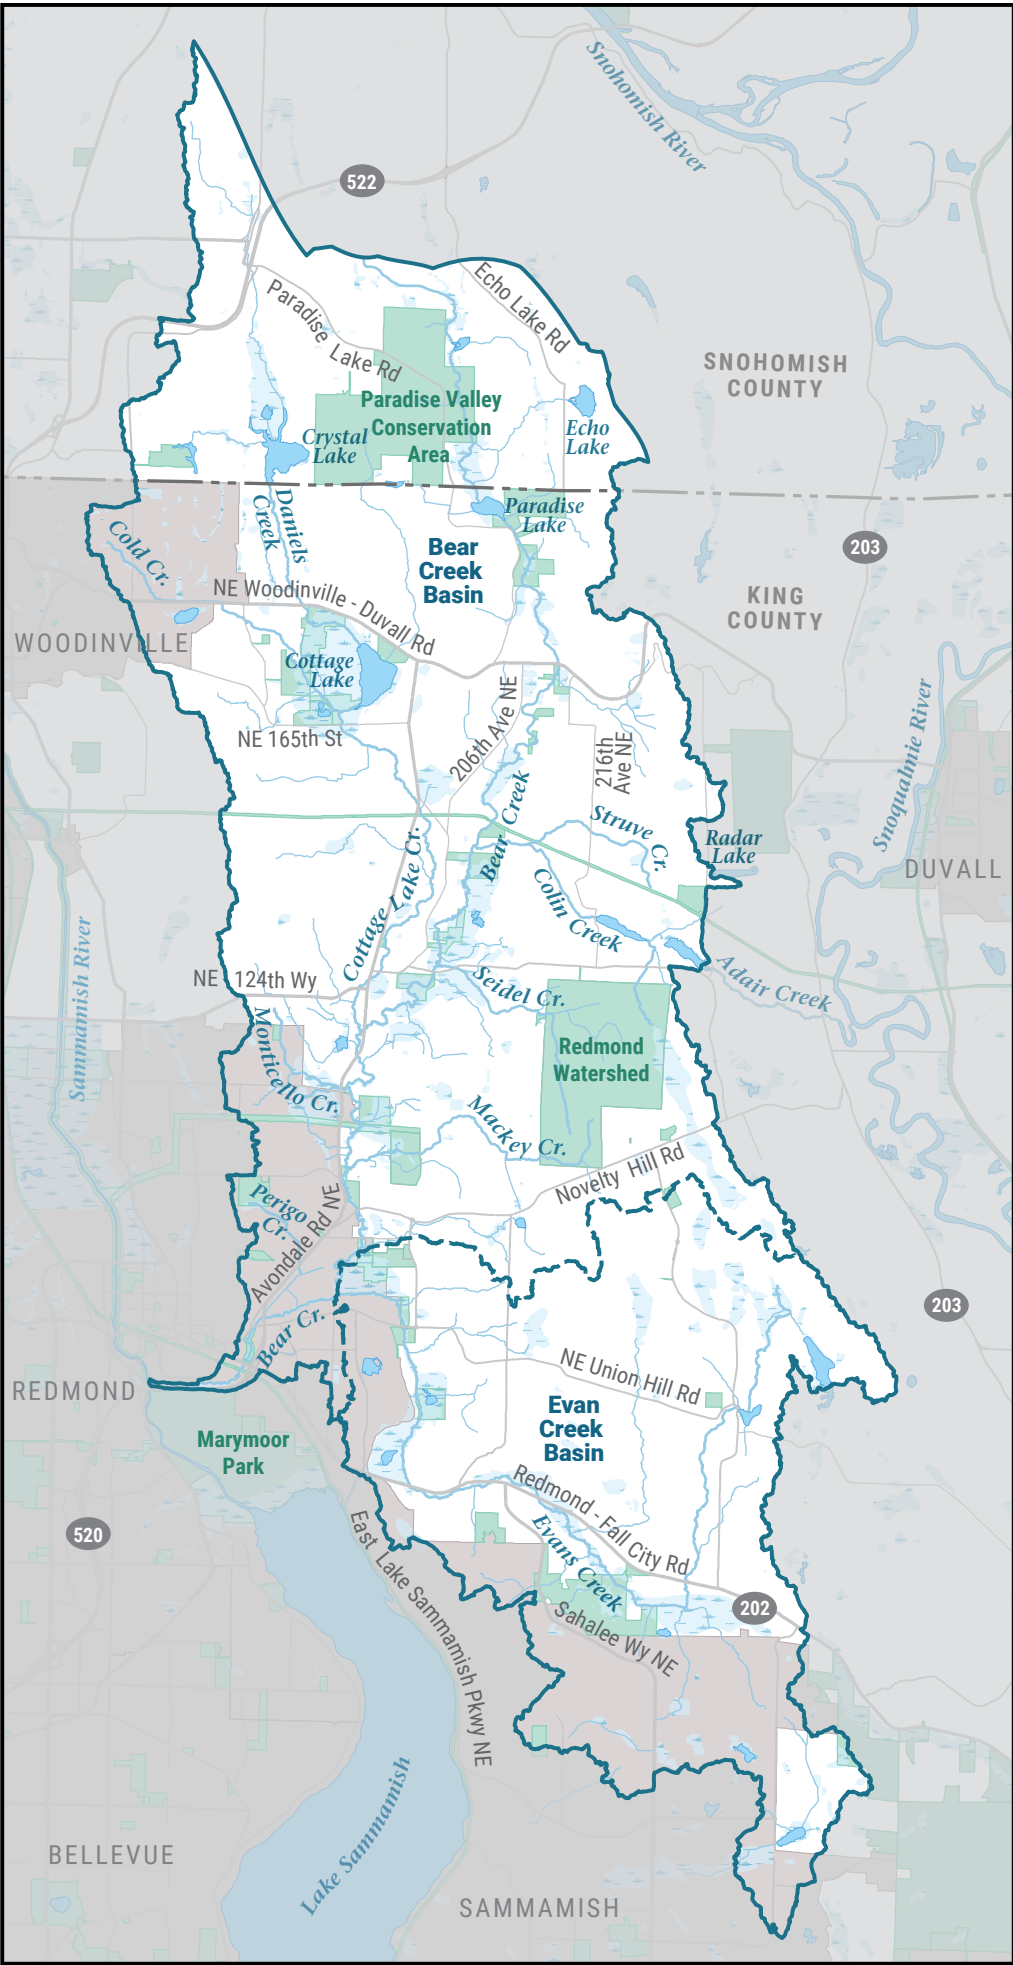 Snohomish River
522
Echo Lake Rd
Paradise Lake Rd
SNOHOMISH
COUNTY
Paradise Valley
Conservation
Area
Crystal
Lake
Echo
Lake
Daniels
Creek
Paradise
Lake
Cold Cr.
Bear
Creek
Basin
203
NE Woodinville - Duvall Rd
KING
COUNTY
WOODINVILLE
Cottage
Lake
206th Ave NE
NE 165th St
216th
Ave NE
Snoqualmie River
Bear Creek
Struve Cr.
Radar
Lake
DUVALL
Cottage Lake Cr.
Colin Creek
Sammamish River
NE 124th Wy
Seidel Cr.
Adair Creek
Monticello Cr.
Redmond
Watershed
Mackey Cr.
Novelty Hill Rd
Perigo
Cr.
Avondale Rd NE
203
Bear Cr.
NE Union Hill Rd
REDMOND
Evan
Creek
Basin
Marymoor
Park
Redmond - Fall City Rd
520
East Lake Sammamish Pkwy NE
Evans Creek
202
Sahalee Wy NE
Lake Sammamish
BELLEVUE
SAMMAMISH